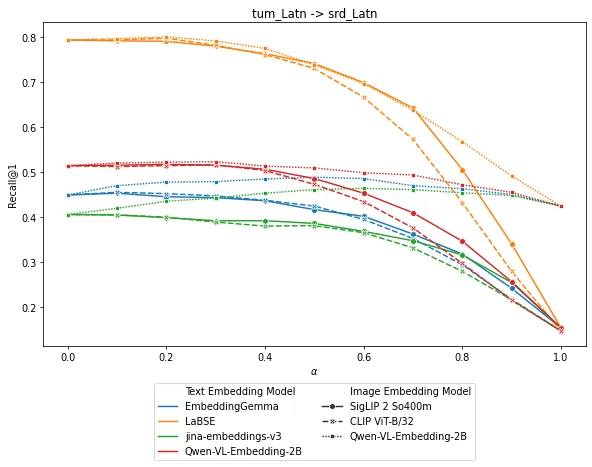 tum_Latn -> srd_Latn
Recall@1
0.8
0.7
0.6
0.5
0.4
0.3
0.2
0.0 0.2 0.4 0.6 0.8 1.0
α
Text Embedding Model
EmbeddingGemma
LaBSE
jina-embeddings-v3
Qwen-VL-Embedding-2B
Image Embedding Model
SigLIP 2 So400m
CLIP ViT-B/32
Qwen-VL-Embedding-2B